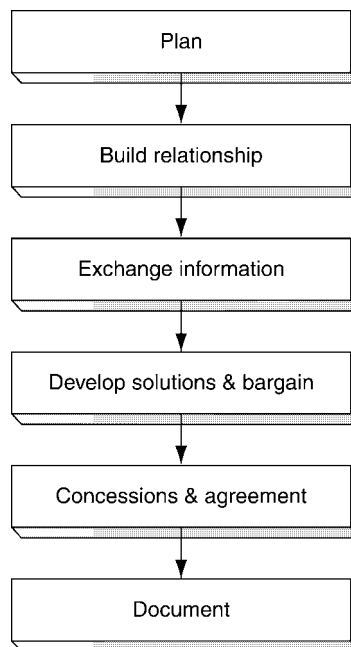 Plan
Build relationship
Exchange information
Develop solutions & bargain
Concessions & agreement
Document